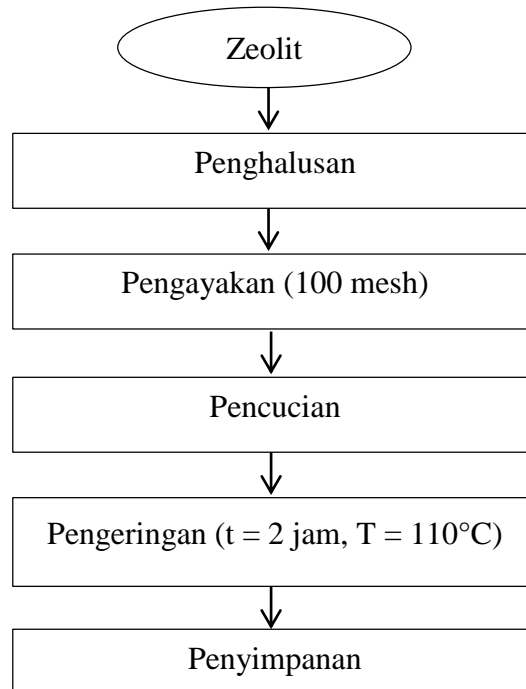 Zeolit
Penghalusan
Pengayakan (100 mesh)
Pencucian
Pengeringan (t = 2 jam, T = 110°C)
Penyimpanan